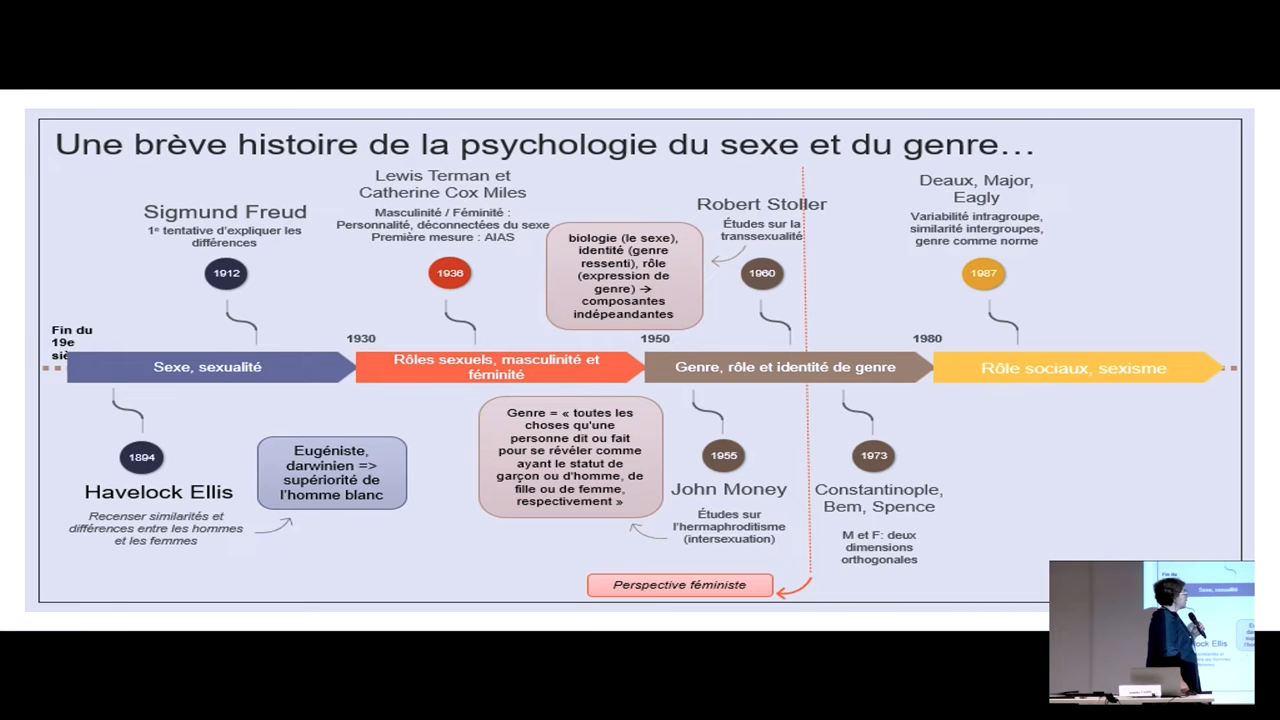 Une brève histoire de la psychologie du sexe et du genre…
Sigmund Freud
1e tentative d'expliquer les
différences
1912
Lewis Terman et
Catherine Cox Miles
Masculinité / Féminité :
Personnalité, déconnectées du sexe
Première mesure : AIAS
1936
biologie (le sexe),
identité (genre
ressenti), rôle
(expression de
genre) →
composantes
indépeandantes
Robert Stoller
Études sur la
transsexualité
1960
Deaux, Major,
Eagly
Variabilité intragroupe,
similarité intergroupes,
genre comme norme
1987
Fin du
19e
siè
1930
1950
1980
Sexe, sexualité
Rôles sexuels, masculinité et
féminité
Genre, rôle et identité de genre
Rôle sociaux, sexisme
1894
Havelock Ellis
Recenser similarités et
différences entre les hommes
et les femmes
Eugéniste,
darwinien =>
supériorité de
l'homme blanc
Genre = « toutes les
choses qu'une
personne dit ou fait
pour se révéler comme
ayant le statut de
garçon ou d'homme, de
fille ou de femme,
respectivement »
1955
John Money
Études sur
l'hermaphroditisme
(intersexuation)
1973
Constantinople,
Bem, Spence
M et F: deux
dimensions
orthogonales
Perspective féministe
Fin du
Sexe, sexualité
ock Ellis